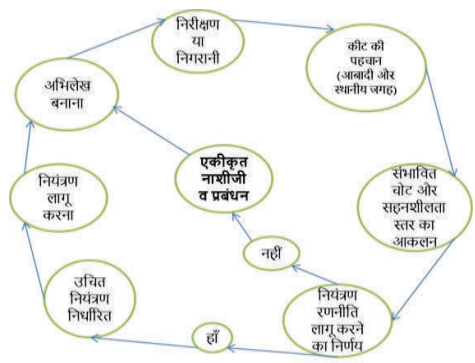 निरीक्षण
या
निगरानी
कीट की
पहचान
(आबादी और
स्थानीय जगह)
संभावित
चोट और
सहनशीलता
स्तर का
आकलन
नियंत्रण
रणनीति
लागू करने
का निर्णय
नहीं
हाँ
उचित
नियंत्रण
निर्धारित
नियंत्रण
लागू
करना
अभिलेख
बनाना
एकीकृत
नाशीजी
व प्रबंधन